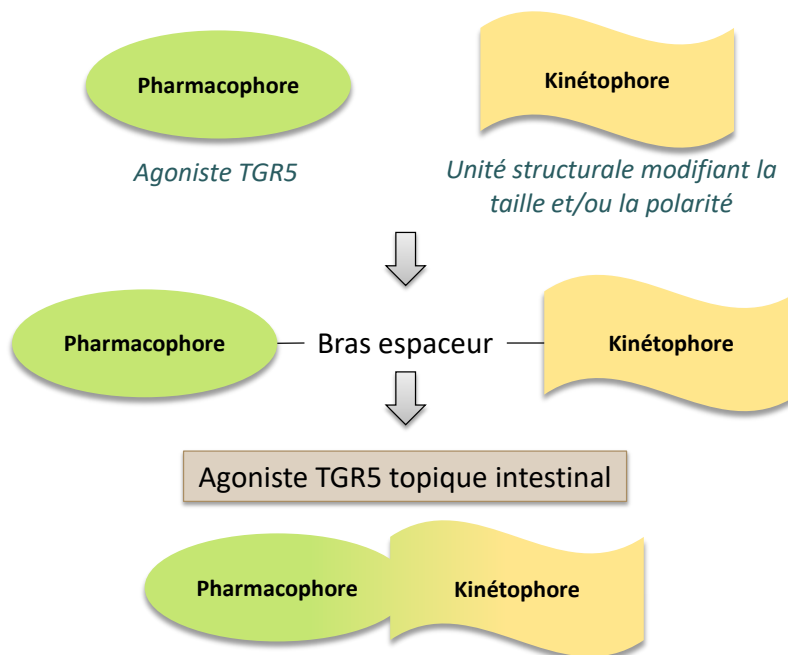 Pharmacophore
Kinétophore
Agoniste TGR5
Unité structurale modifiant la
taille et/ou la polarité
Pharmacophore
Bras espaceur
Kinétophore
Agoniste TGR5 topique intestinal
Pharmacophore
Kinétophore